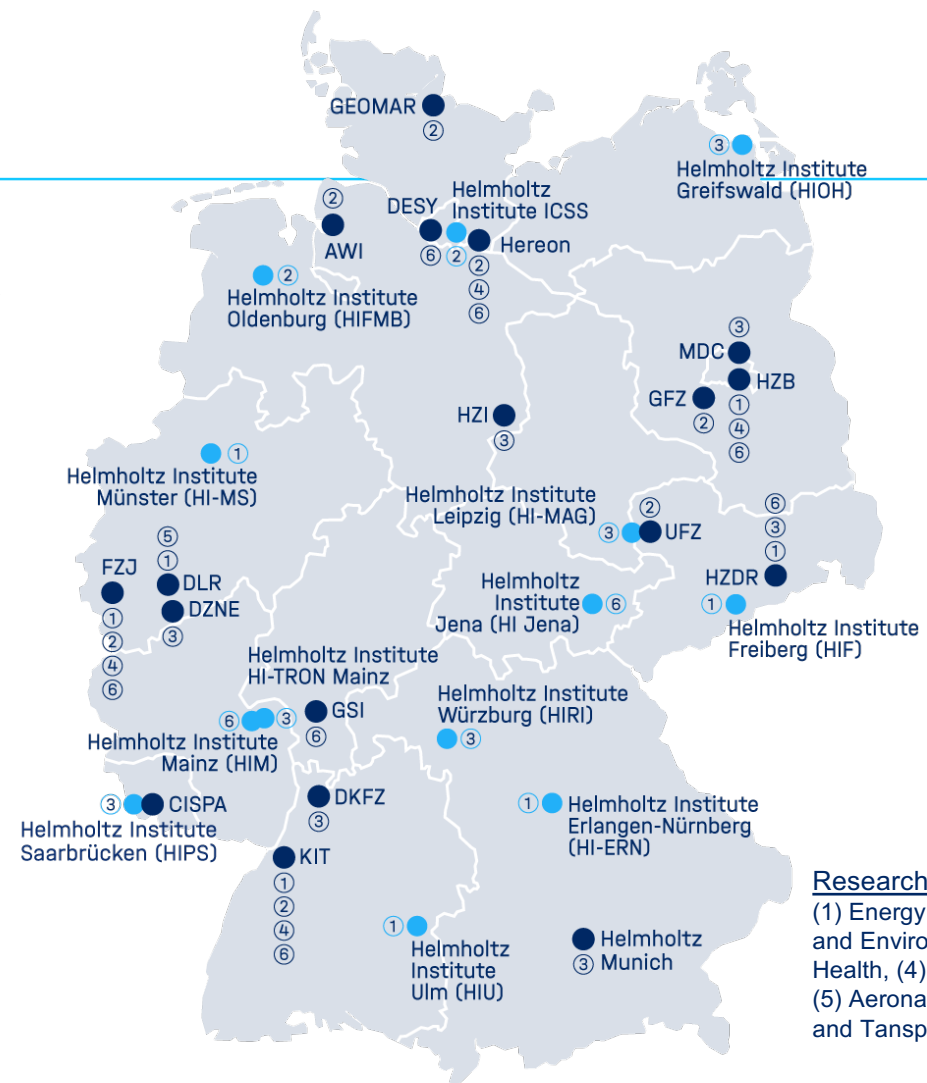 GEOMAR
②
③
Helmholtz Institute
Greifswald (HIOH)
②
AWI
DESY
⑥
Helmholtz
Institute ICSS
②
Hereon
②
④
⑥
②
Helmholtz Institute
Oldenburg (HIFMB)
③
MDC
HZB
①
④
⑥
GFZ
②
HZI
③
①
Helmholtz Institute
Münster (HI-MS)
Helmholtz Institute
Leipzig (HI-MAG)
③
②
UFZ
⑥
③
①
HZDR
①
Helmholtz Institute
Freiberg (HIF)
⑤
①
DLR
DZNE
③
FZJ
①
②
④
⑥
Helmholtz
Institute
Jena (HI Jena)
⑥
Helmholtz Institute
HI-TRON Mainz
③
⑥
Helmholtz Institute
Mainz (HIM)
GSI
⑥
Helmholtz Institute
Würzburg (HIRI)
③
③
CISPA
Helmholtz Institute
Saarbrücken (HIPS)
DKFZ
③
①
Helmholtz Institute
Erlangen-Nürnberg
(HI-ERN)
KIT
①
②
④
⑥
①
Helmholtz
Institute
Ulm (HIU)
Helmholtz
③ Munich
Research
(1) Energy
and Enviro
Health, (4)
(5) Aerona
and Tansp